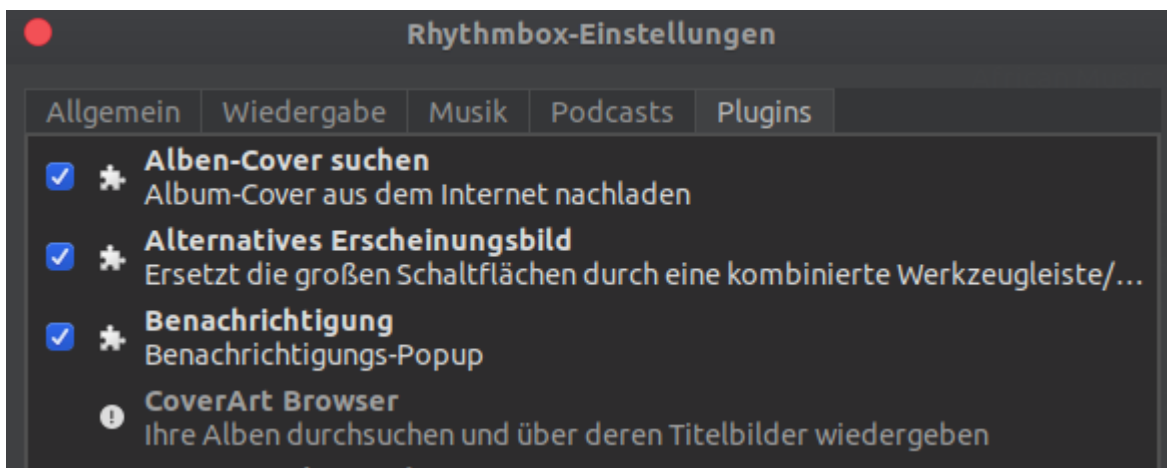 Rhythmbox-Einstellungen
Allgemein Wiedergabe Musik Podcasts Plugins
Alben-Cover suchen
Album-Cover aus dem Internet nachladen
Alternatives Erscheinungsbild
Ersetzt die großen Schaltflächen durch eine kombinierte Werkzeugleiste/…
Benachrichtigung
Benachrichtigungs-Popup
CoverArt Browser
Ihre Alben durchsuchen und über deren Titelbilder wiedergeben